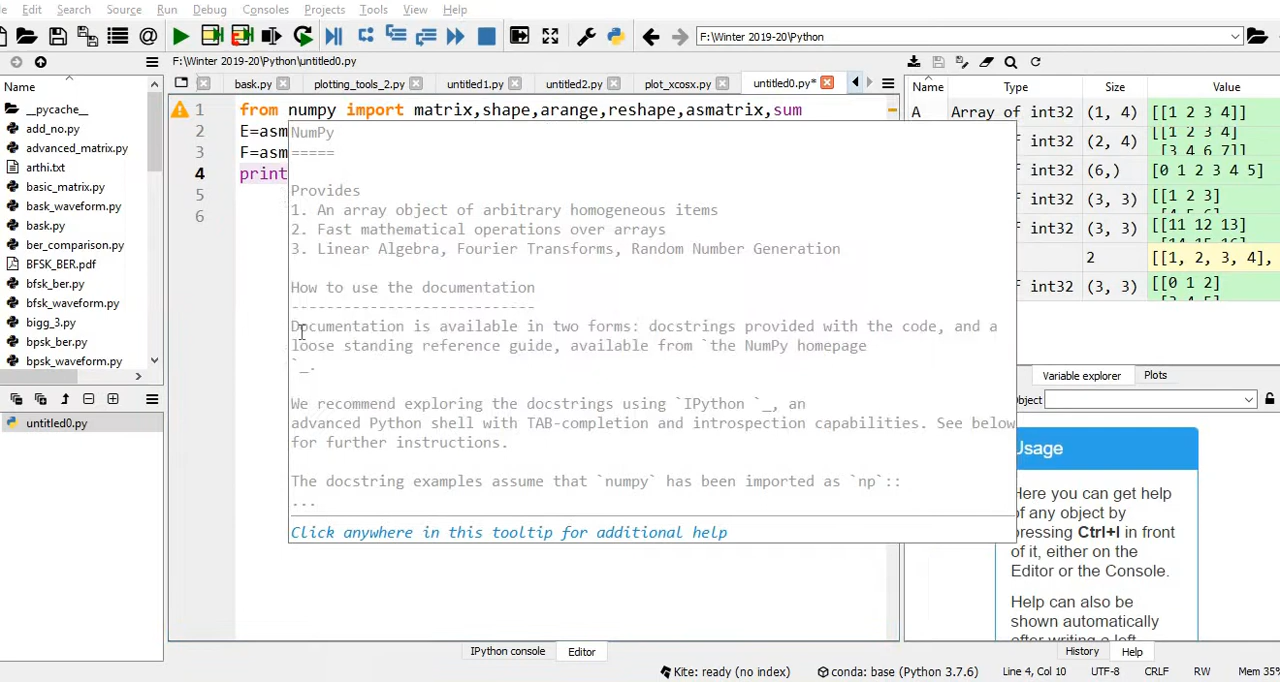 Edit Search Source Run Debug Consoles Projects Tools View Help
F:\Winter 2019-20\Python
F:\Winter 2019-20\Python\untitled0.py
bask.py plotting_tools_2.py untitled1.py untitled2.py plot_xcosx.py untitled0.py*
Name
__pycache__
add_no.py
advanced_matrix.py
arthi.txt
basic_matrix.py
bask_waveform.py
bask.py
ber_comparison.py
BFSK_BER.pdf
bfsk_ber.py
bfsk_waveform.py
bigg_3.py
bpsk_ber.py
bpsk_waveform.py
untitled0.py
1 from numpy import matrix,shape,arange,reshape,asmatrix,sum
2 E=asm
3 F=asm
4 print
5
6
NumPy
=====
Provides
1. An array object of arbitrary homogeneous items
2. Fast mathematical operations over arrays
3. Linear Algebra, Fourier Transforms, Random Number Generation
How to use the documentation
----------------------------
Documentation is available in two forms: docstrings provided with the code, and a
loose standing reference guide, available from `the NumPy homepage
`_.
We recommend exploring the docstrings using `IPython `_, an
advanced Python shell with TAB-completion and introspection capabilities. See below
for further instructions.
The docstring examples assume that `numpy` has been imported as `np`::
...
Click anywhere in this tooltip for additional help
Name Type Size Value
A Array of int32 (1, 4) [[1 2 3 4]]
of int32 (2, 4) [[1 2 3 4]
[3 4 6 7]]
of int32 (6,) [0 1 2 3 4 5]
of int32 (3, 3) [[1 2 3]
of int32 (3, 3) [[11 12 13]
2 [[1, 2, 3, 4],
of int32 (3, 3) [[0 1 2]
Variable explorer Plots
Usage
Here you can get help
of any object by
pressing Ctrl+I in front
of it, either on the
Editor or the Console.
Help can also be
shown automatically
after writing a left
IPython console Editor
History Help
Kite: ready (no index) conda: base (Python 3.7.6) Line 4, Col 10 UTF-8 CRLF RW Mem 35%